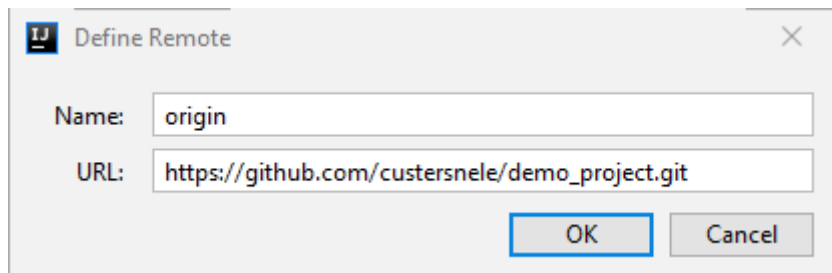 IJ Define Remote
Name: origin
URL: https://github.com/custersnele/demo_project.git
OK Cancel